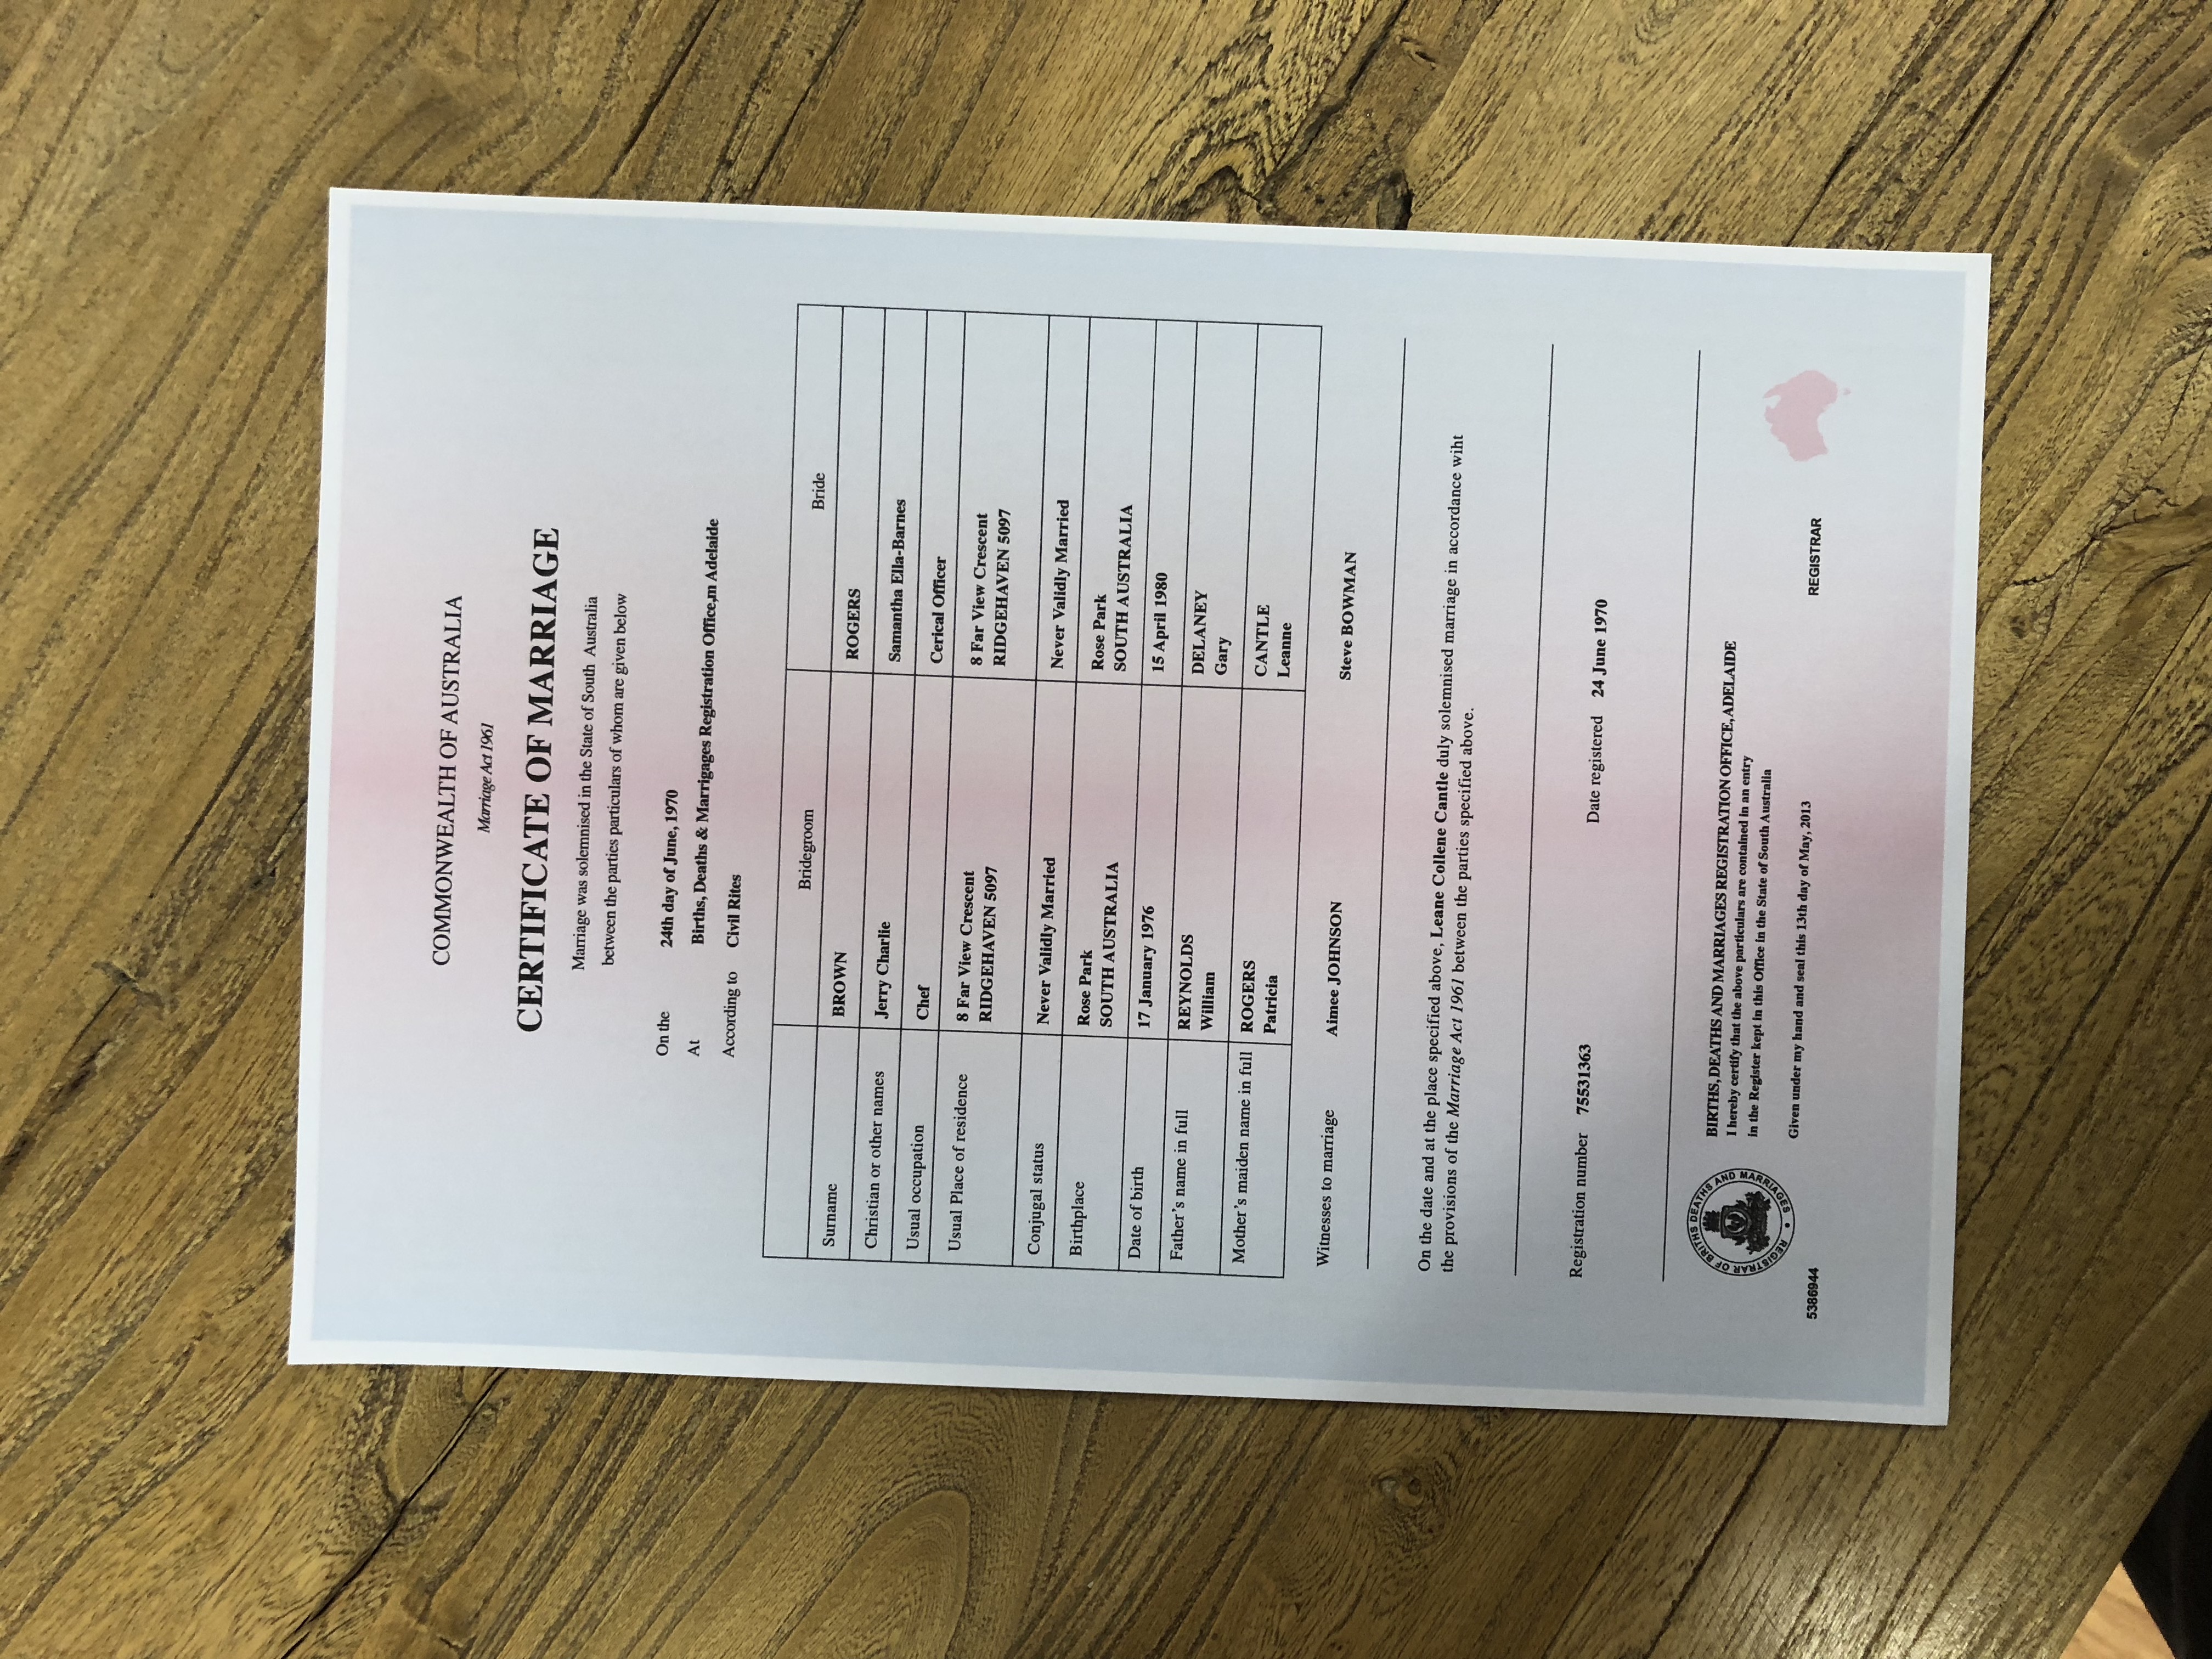 COMMONWEALTH OF AUSTRALIA
Marriage Act 1961
CERTIFICATE OF MARRIAGE
Marriage was solemnised in the State of South Australia
between the parties particulars of whom are given below
On the 24th day of June, 1970
At Births, Deaths & Marrigages Registration Office,m Adelaide
According to Civil Rites
Bridegroom Bride
Surname BROWN ROGERS
Christian or other names Jerry Charlie Samantha Ella-Barnes
Usual occupation Chef Cerical Officer
Usual Place of residence 8 Far View Crescent 8 Far View Crescent
RIDGEHAVEN 5097 RIDGEHAVEN 5097
Conjugal status Never Validly Married Never Validly Married
Birthplace Rose Park Rose Park
SOUTH AUSTRALIA SOUTH AUSTRALIA
Date of birth 17 January 1976 15 April 1980
Father's name in full REYNOLDS DELANEY
William Gary
Mother's maiden name in full ROGERS CANTLE
Patricia Leanne
Witnesses to marriage Aimee JOHNSON Steve BOWMAN
On the date and at the place specified above, Leane Collene Cantle duly solemnised marriage in accordance wiht
the provisions of the Marriage Act 1961 between the parties specified above.
Registration number 75531363 Date registered 24 June 1970
REGISTRAR OF BRITHS DEATHS AND MARRIAGES
BIRTHS, DEATHS AND MARRIAGES REGISTRATION OFFICE, ADELAIDE
I hereby certify that the above particulars are contained in an entry
in the Register kept in this Office in the State of South Australia
Given under my hand and seal this 13th day of May, 2013
5386944 REGISTRAR